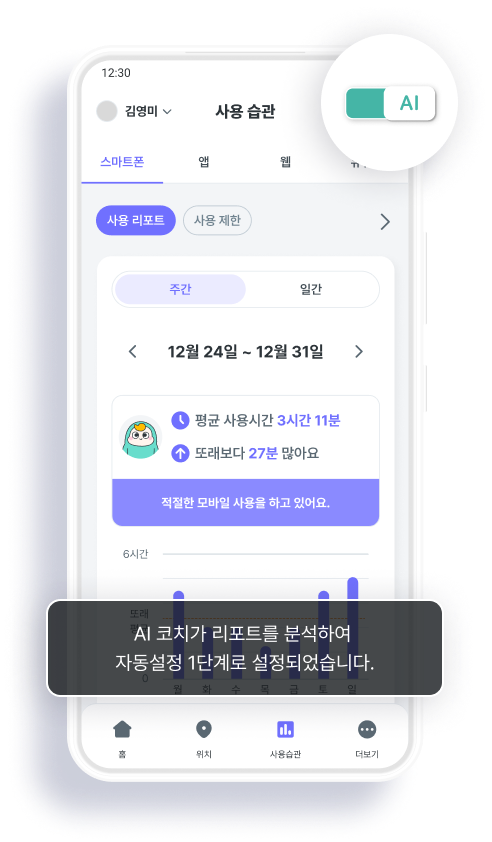 12:30
AI
김영미
사용 습관
스마트폰
앱
웹
사용 리포트
사용 제한
주간
일간
12월 24일 ~ 12월 31일
평균 사용시간 3시간 11분
또래보다 27분 많아요
적절한 모바일 사용을 하고 있어요.
6시간
또래
AI 코치가 리포트를 분석하여
자동설정 1단계로 설정되었습니다.
0
월 화 수 목 금 토 일
홈
위치
사용습관
더보기